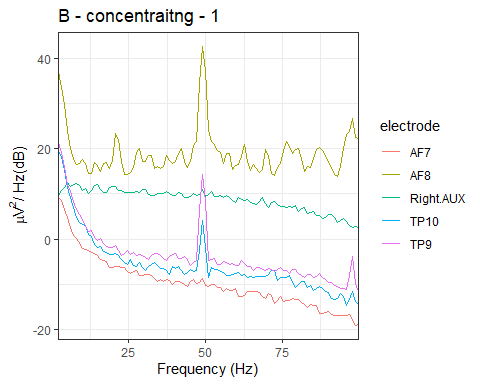 B - concentraitng - 1
μV²/ Hz(dB)
40
20
0
-20
25
50
75
Frequency (Hz)
electrode
AF7
AF8
Right.AUX
TP10
TP9